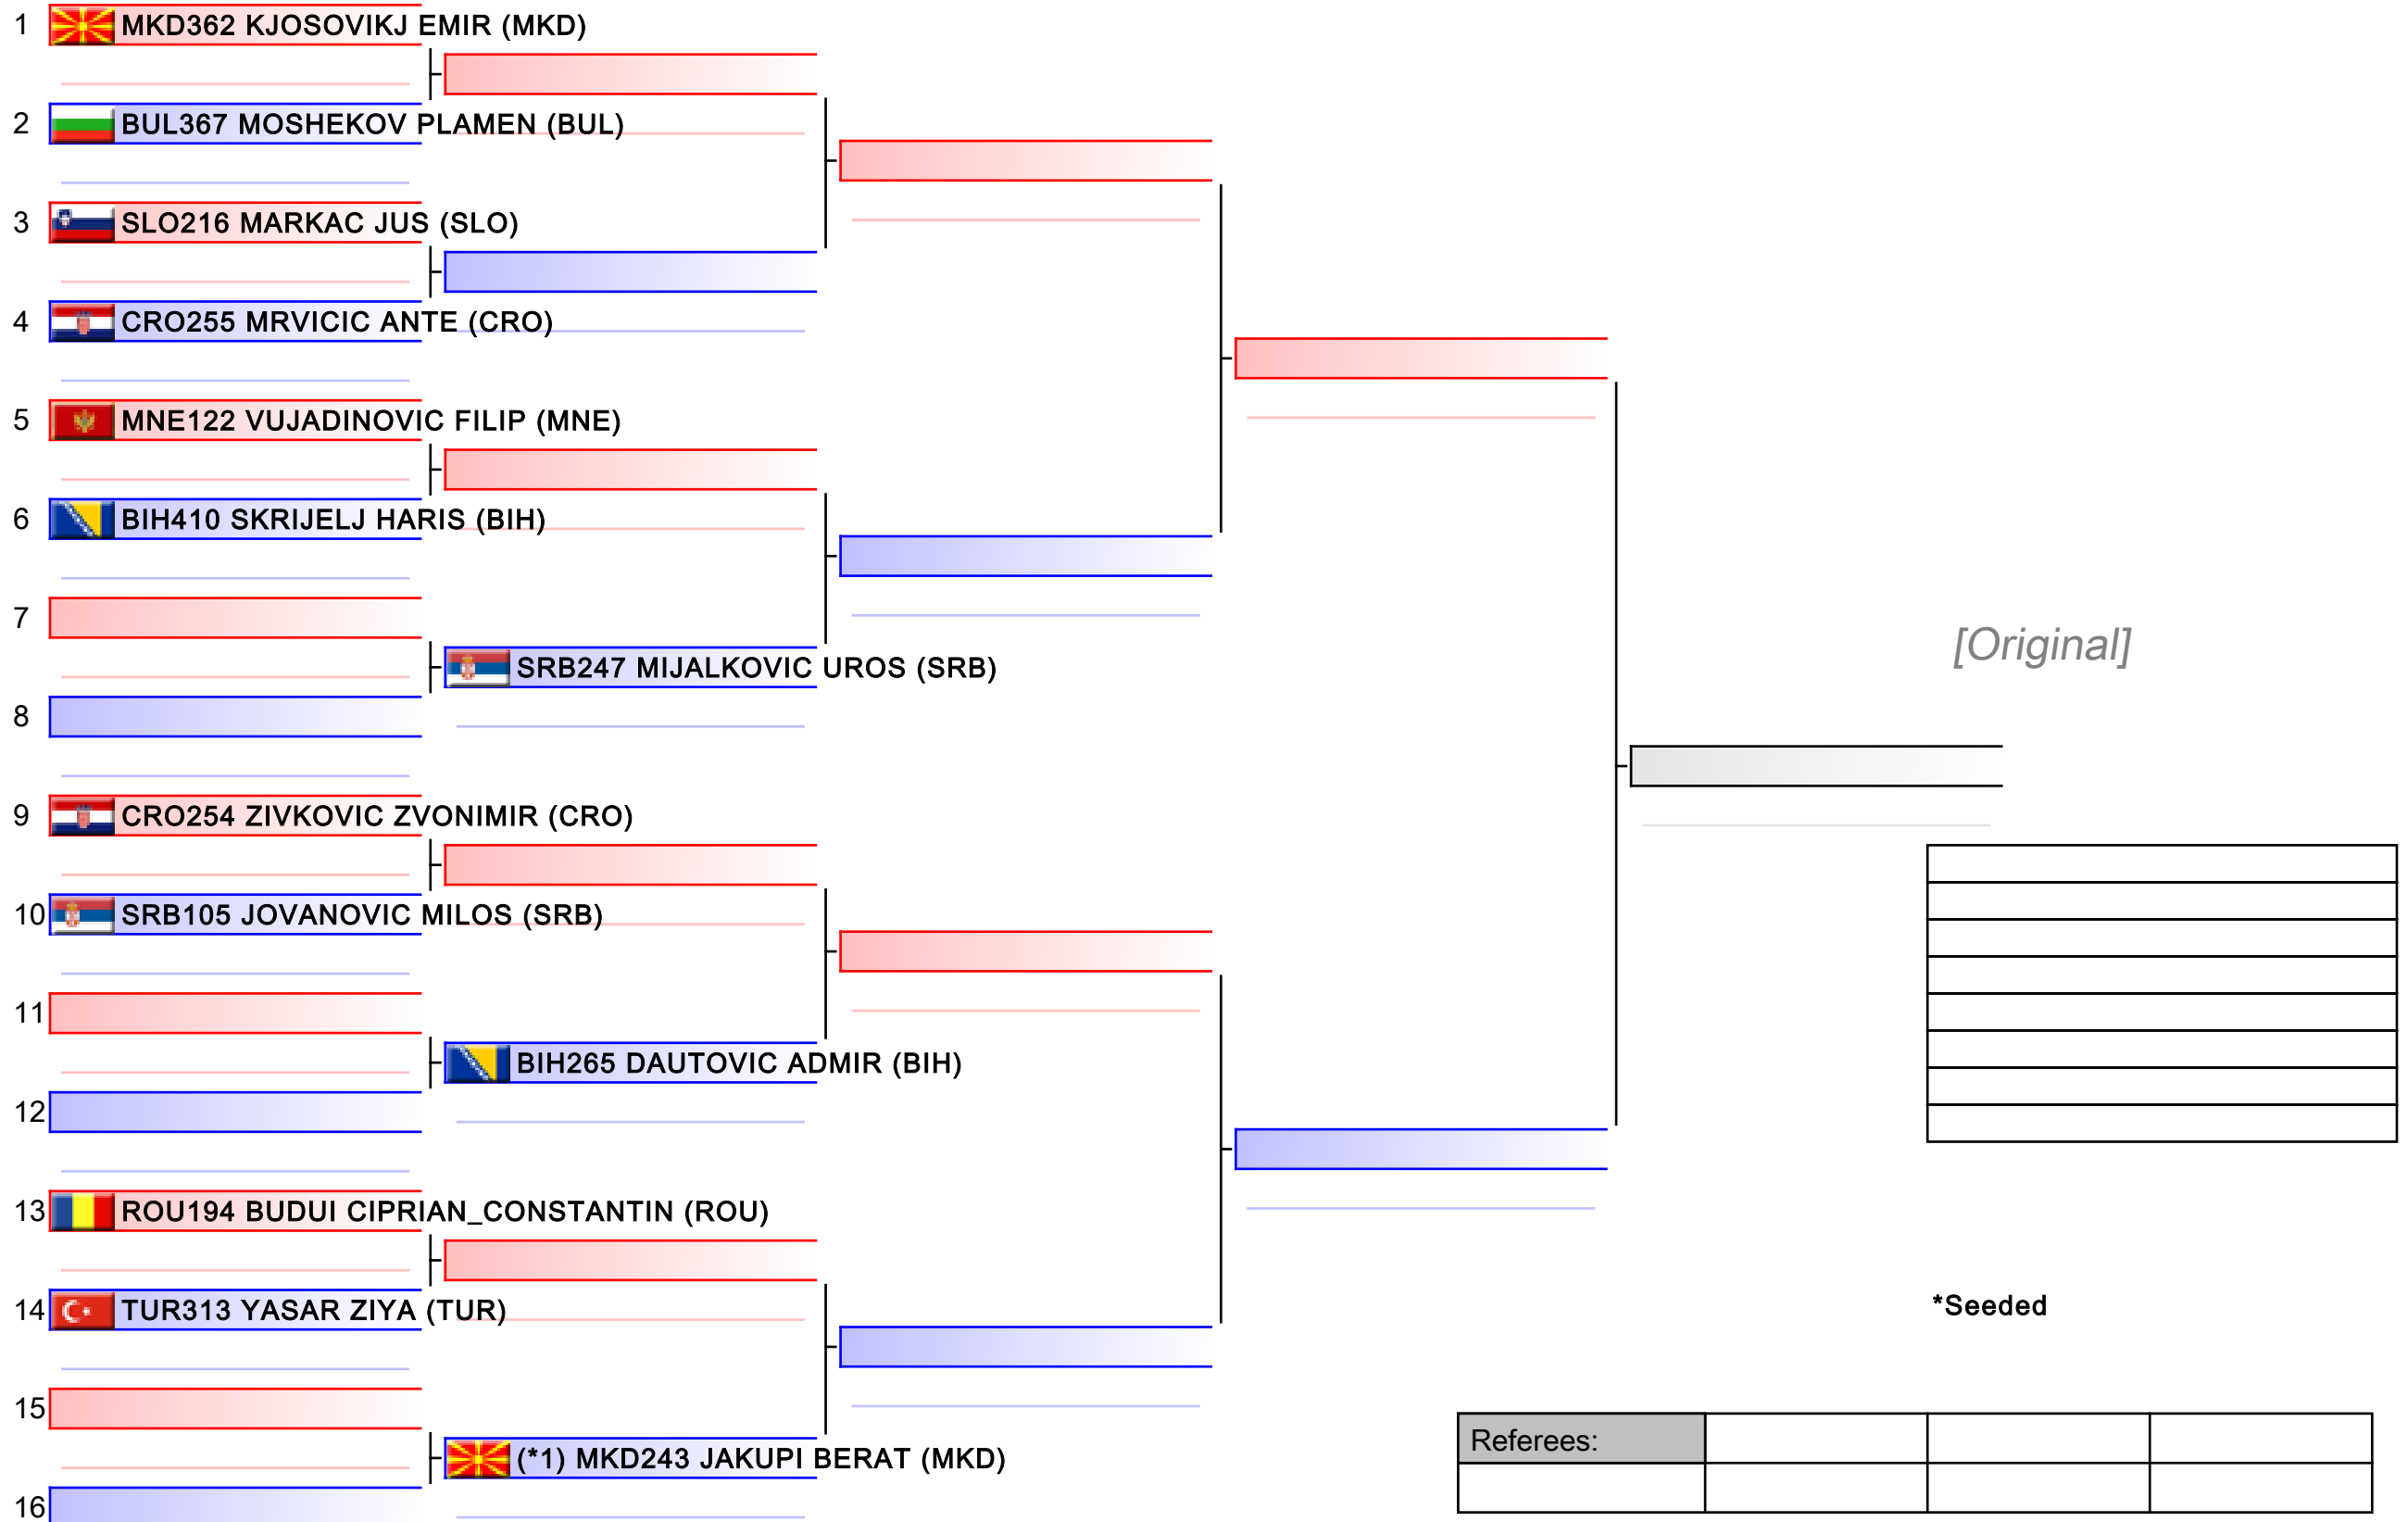 1 MKD362 KJOSOVIKJ EMIR (MKD)
2 BUL367 MOSHEKOV PLAMEN (BUL)
3 SLO216 MARKAC JUS (SLO)
4 CRO255 MRVICIC ANTE (CRO)
5 MNE122 VUJADINOVIC FILIP (MNE)
6 BIH410 SKRIJELJ HARIS (BIH)
7
[Original]
SRB247 MIJALKOVIC UROS (SRB)
8
9 CRO254 ZIVKOVIC ZVONIMIR (CRO)
10 SRB105 JOVANOVIC MILOS (SRB)
11
BIH265 DAUTOVIC ADMIR (BIH)
12
13 ROU194 BUDUI CIPRIAN_CONSTANTIN (ROU)
14 TUR313 YASAR ZIYA (TUR)
*Seeded
15
Referees:
(*1) MKD243 JAKUPI BERAT (MKD)
16